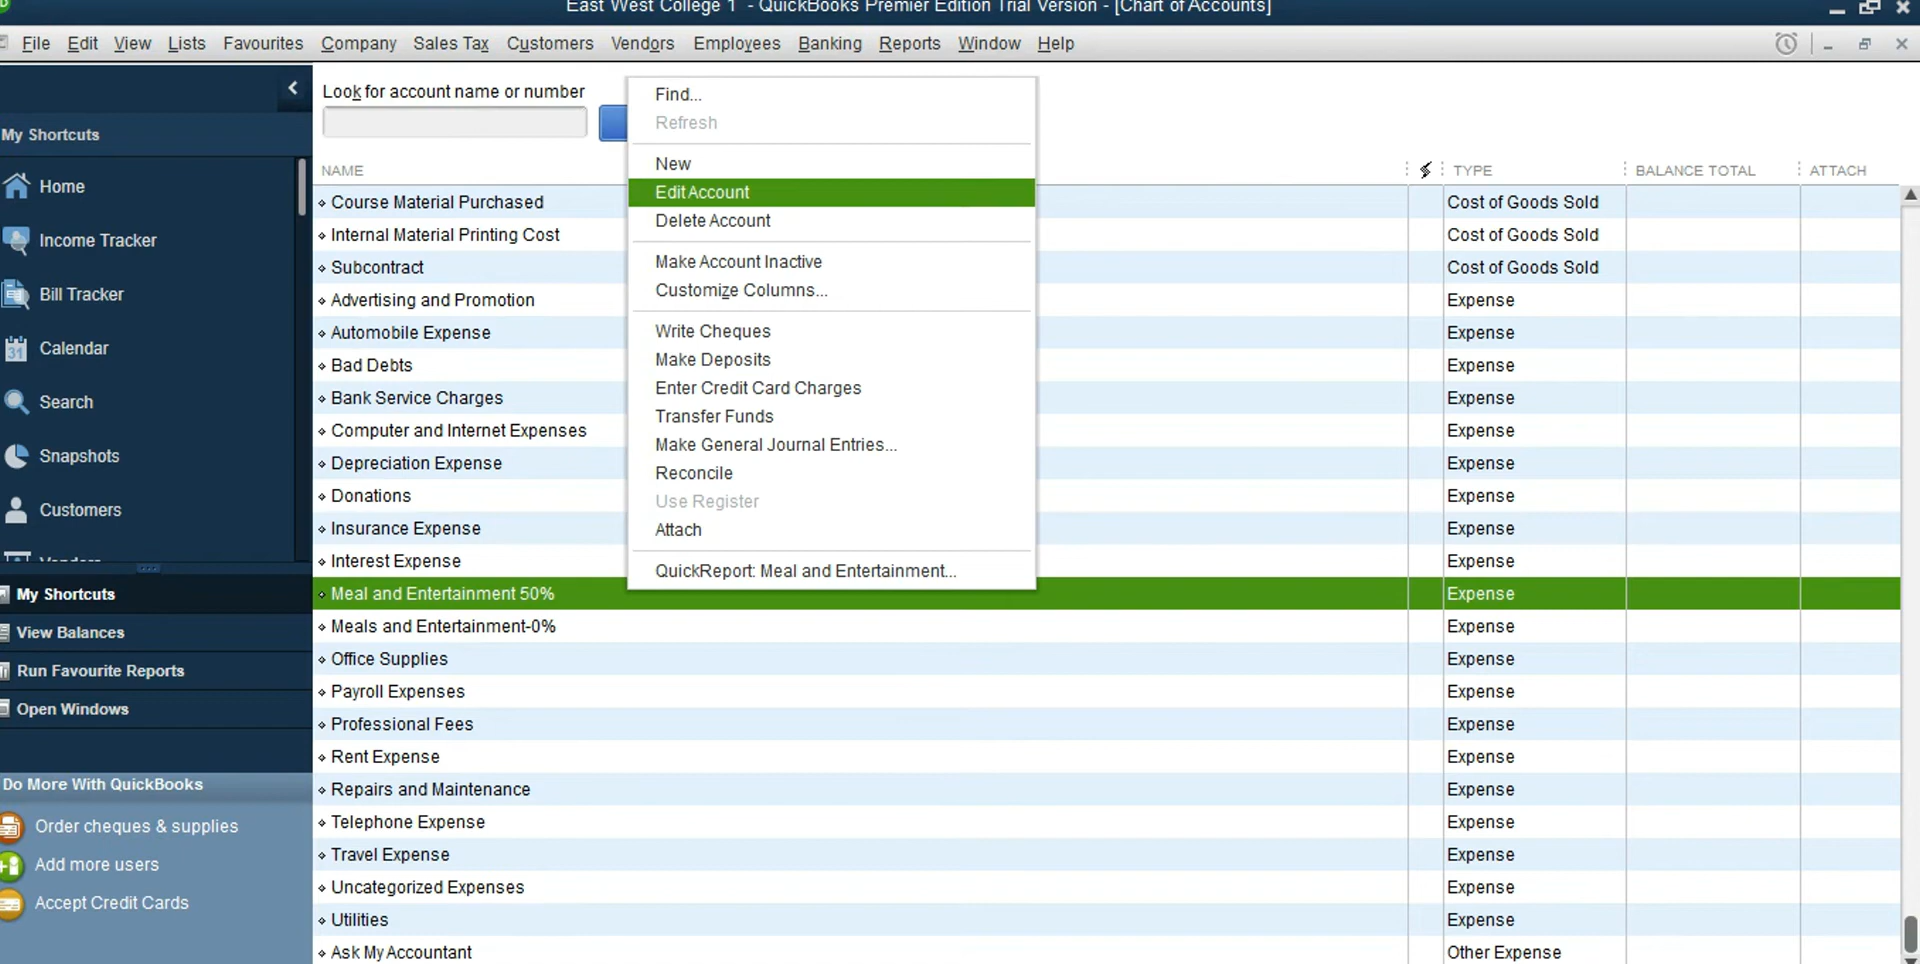 East West College 1 - QuickBooks Premier Edition Trial Version - [Chart of Accounts]
File Edit View Lists Favourites Company Sales Tax Customers Vendors Employees Banking Reports Window Help
My Shortcuts
Home
Income Tracker
Bill Tracker
31
Calendar
Search
Snapshots
Customers
My Shortcuts
View Balances
Run Favourite Reports
Open Windows
Do More With QuickBooks
Order cheques & supplies
Add more users
Accept Credit Cards
Look for account name or number
NAME TYPE BALANCE TOTAL ATTACH
Course Material Purchased Cost of Goods Sold
Internal Material Printing Cost Cost of Goods Sold
Subcontract Cost of Goods Sold
Advertising and Promotion Expense
Automobile Expense Expense
Bad Debts Expense
Bank Service Charges Expense
Computer and Internet Expenses Expense
Depreciation Expense Expense
Donations Expense
Insurance Expense Expense
Interest Expense Expense
Meal and Entertainment 50% Expense
Meals and Entertainment-0% Expense
Office Supplies Expense
Payroll Expenses Expense
Professional Fees Expense
Rent Expense Expense
Repairs and Maintenance Expense
Telephone Expense Expense
Travel Expense Expense
Uncategorized Expenses Expense
Utilities Expense
Ask My Accountant Other Expense
Find...
Refresh
New
Edit Account
Delete Account
Make Account Inactive
Customize Columns...
Write Cheques
Make Deposits
Enter Credit Card Charges
Transfer Funds
Make General Journal Entries...
Reconcile
Use Register
Attach
QuickReport: Meal and Entertainment...